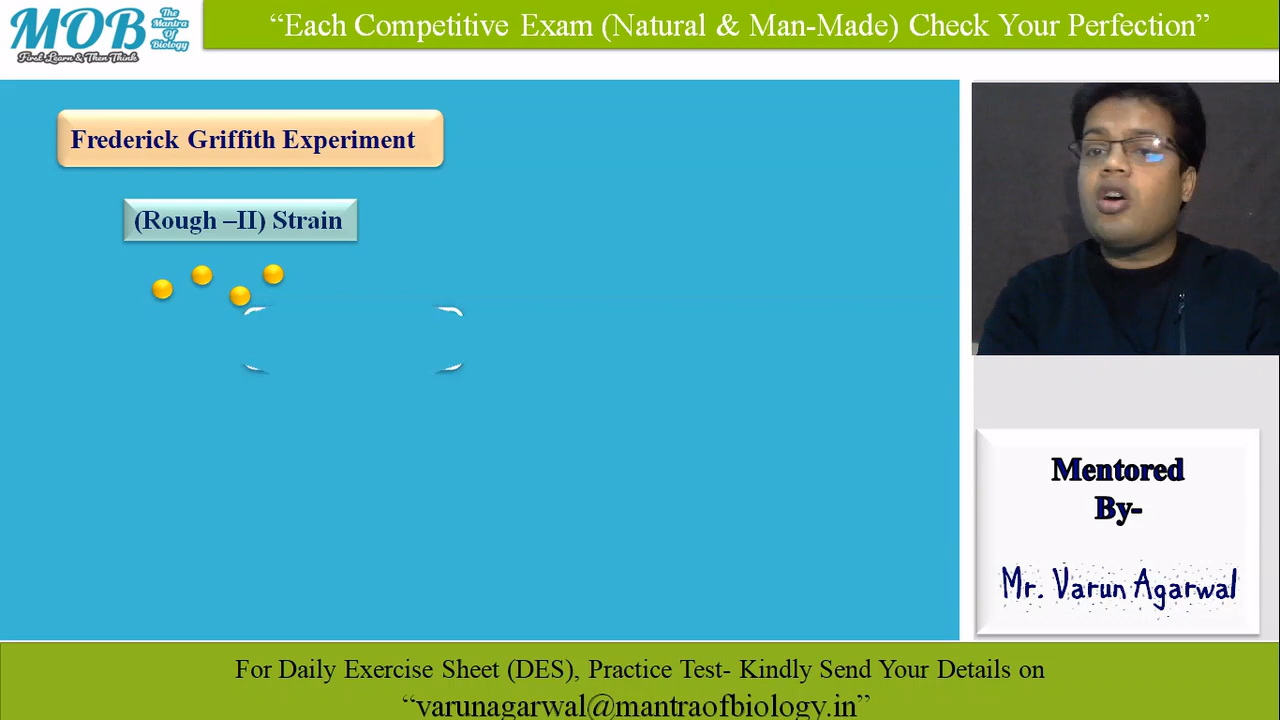 MOB The Mantra Of Biology
First Learn & Then Think
“Each Competitive Exam (Natural & Man-Made) Check Your Perfection”
Frederick Griffith Experiment
(Rough –II) Strain
Mentored
By-
Mr. Varun Agarwal
For Daily Exercise Sheet (DES), Practice Test- Kindly Send Your Details on
“varunagarwal@mantraofbiology.in”